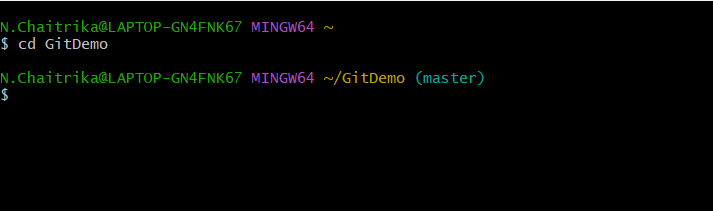 N.Chaitrika@LAPTOP-GN4FNK67 MINGW64 ~
$ cd GitDemo
N.Chaitrika@LAPTOP-GN4FNK67 MINGW64 ~/GitDemo (master)
$